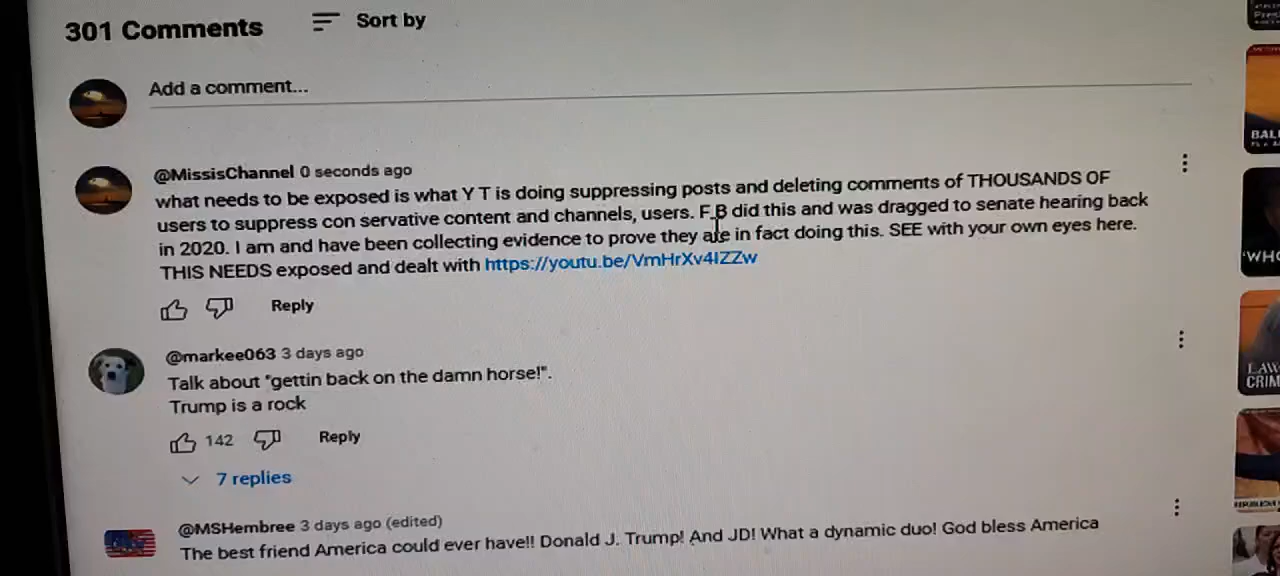 301 Comments
Sort by
Add a comment...
@MissisChannel 0 seconds ago
what needs to be exposed is what Y T is doing suppressing posts and deleting comments of THOUSANDS OF
users to suppress con servative content and channels, users. F B did this and was dragged to senate hearing back
in 2020. I am and have been collecting evidence to prove they are in fact doing this. SEE with your own eyes here.
THIS NEEDS exposed and dealt with https://youtu.be/VmHrXv4IZZw
Reply
@markee063 3 days ago
Talk about "gettin back on the damn horse!".
Trump is a rock
142
Reply
7 replies
@MSHembree 3 days ago (edited)
The best friend America could ever have!! Donald J. Trump! And JD! What a dynamic duo! God bless America
BAL
'WHO
LAW
CRIM